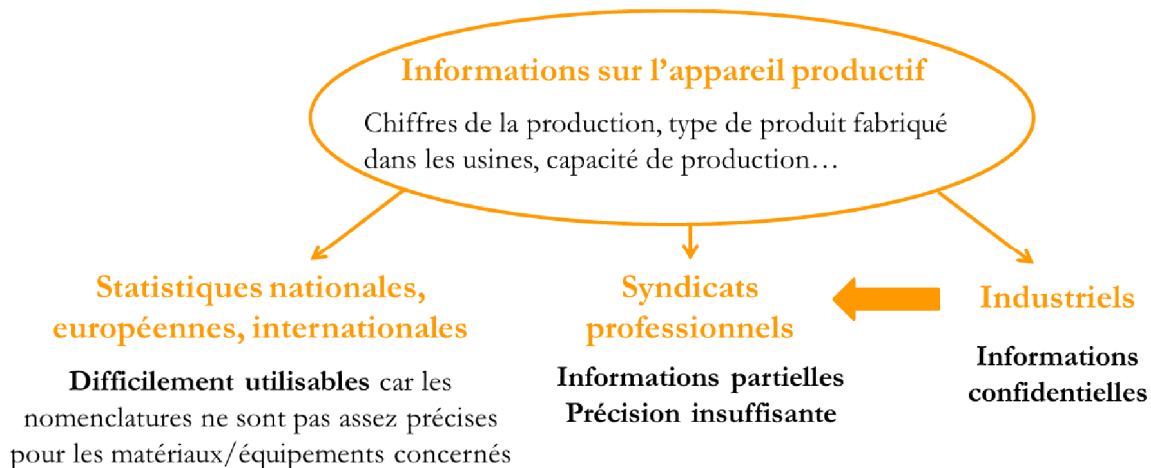 Informations sur l'appareil productif
Chiffres de la production, type de produit fabriqué
dans les usines, capacité de production…
Statistiques nationales,
européennes, internationales
Difficilement utilisables car les
nomenclatures ne sont pas assez précises
pour les matériaux/équipements concernés
Syndicats
professionnels
Informations partielles
Précision insuffisante
Industriels
Informations
confidentielles